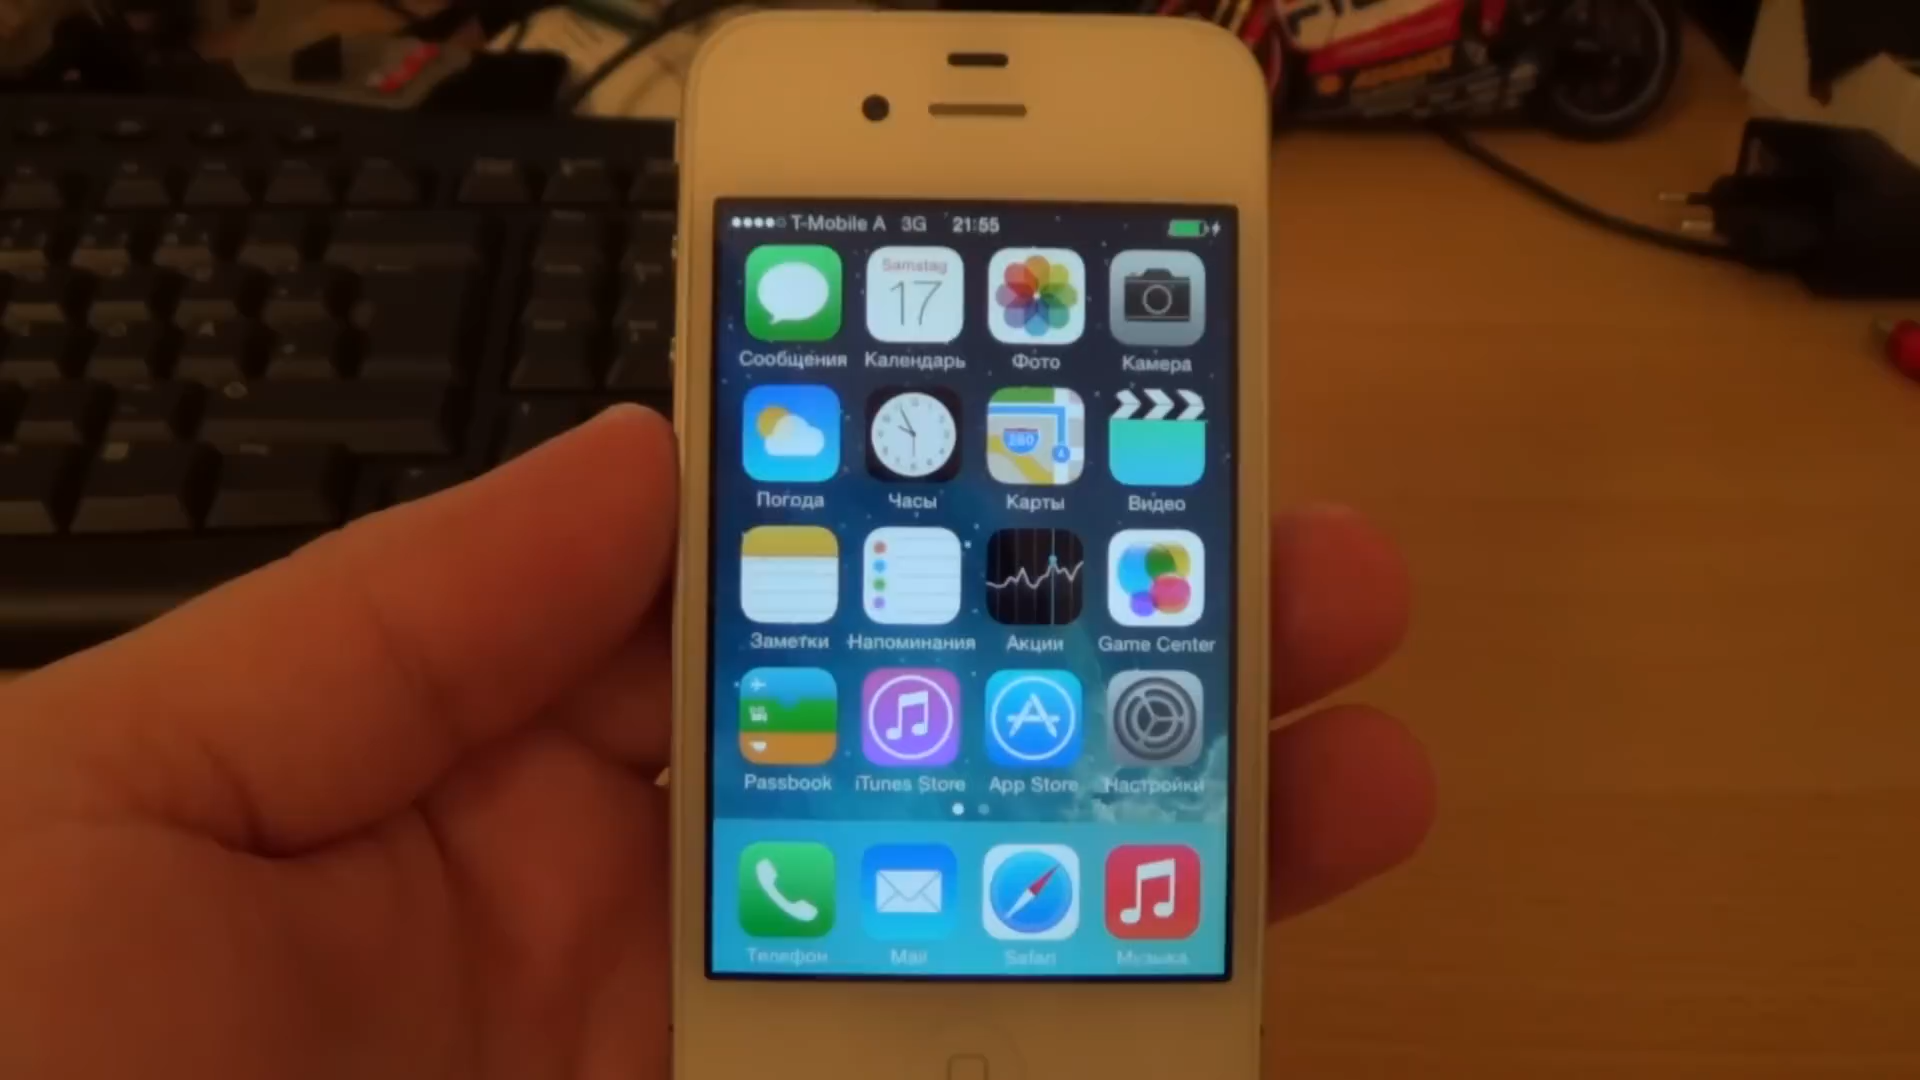 T-Mobile A 3G 21:55
Samstag
17
Сообщения Календарь Фото Камера
280
Погода Часы Карты Видео
Заметки Напоминания Акции Game Center
Passbook iTunes Store App Store Настройки
Телефон Mail Safari Музыка